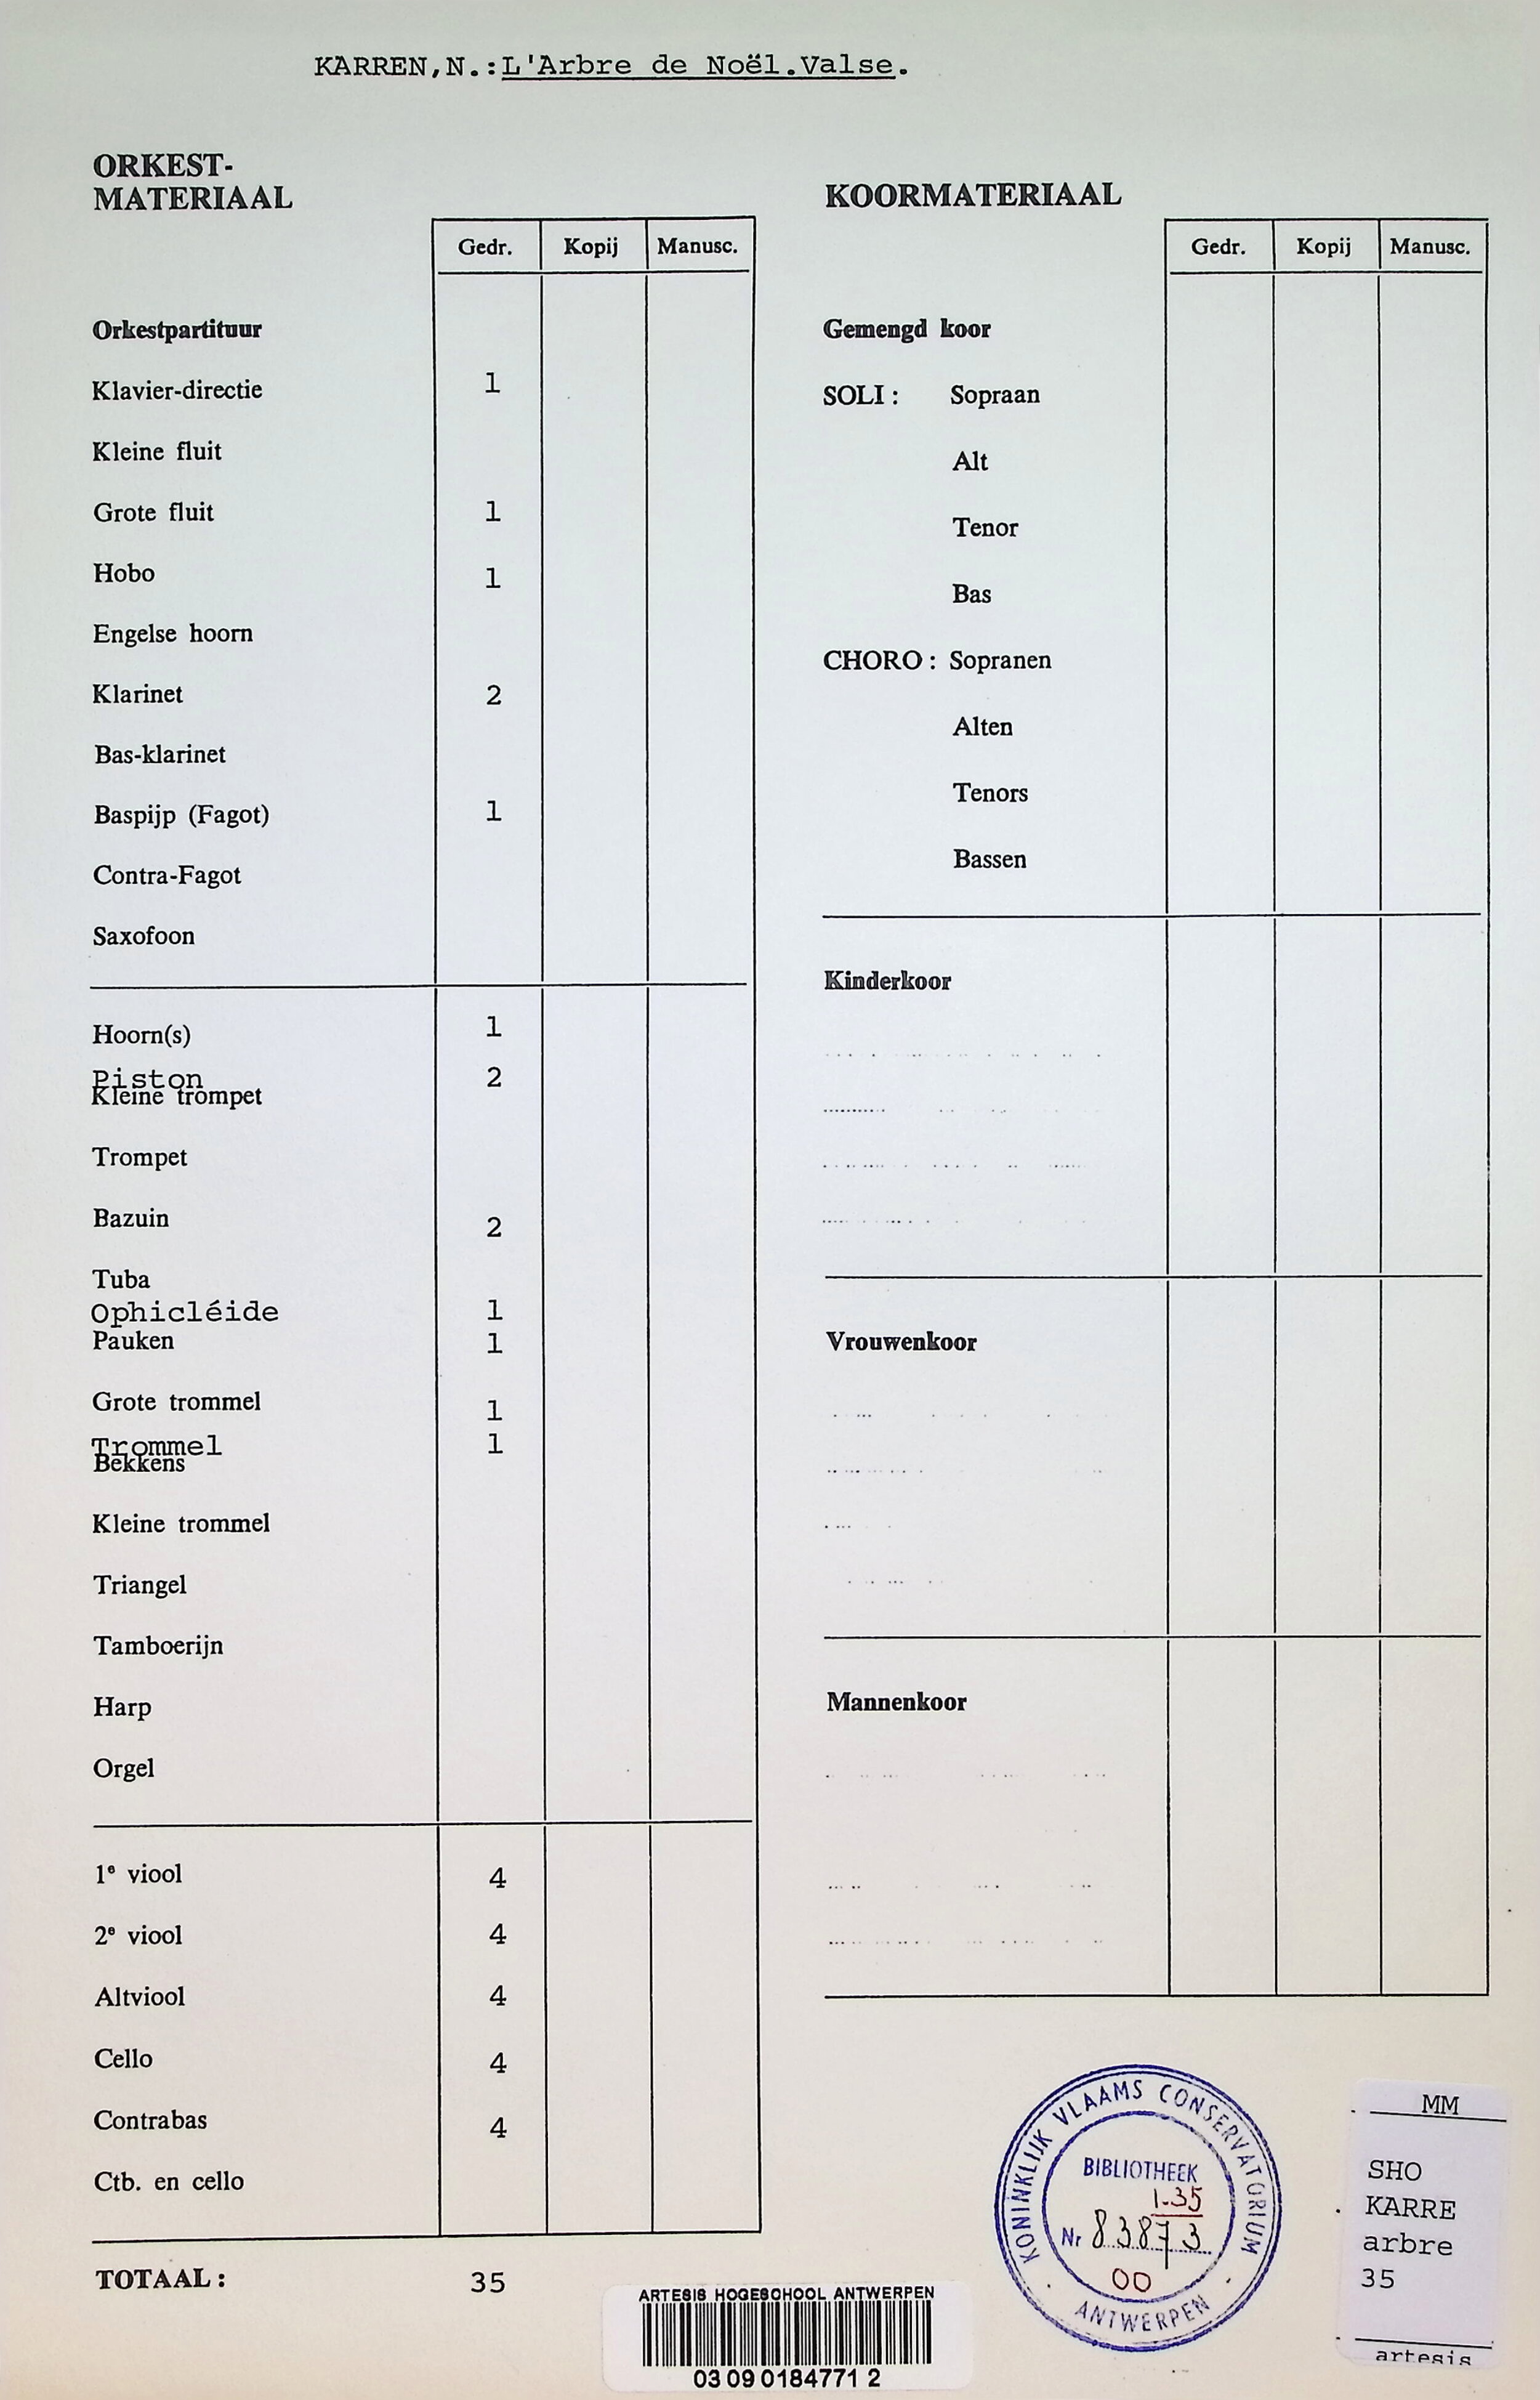 KARREN,N.:L'Arbre de Noël.Valse.
ORKEST-
MATERIAAL
Gedr. Kopij Manusc.
Orkestpartituur
Klavier-directie 1
Kleine fluit
Grote fluit 1
Hobo 1
Engelse hoorn
Klarinet 2
Bas-klarinet
Baspijp (Fagot) 1
Contra-Fagot
Saxofoon
Hoorn(s) 1
Piston 2
Kleine trompet
Trompet
Bazuin 2
Tuba
Ophicléide 1
Pauken 1
Grote trommel 1
Trommel 1
Bekkens
Kleine trommel
Triangel
Tamboerijn
Harp
Orgel
1e viool 4
2e viool 4
Altviool 4
Cello 4
Contrabas 4
Ctb. en cello
TOTAAL : 35
KOORMATERIAAL
Gedr. Kopij Manusc.
Gemengd koor
SOLI : Sopraan
Alt
Tenor
Bas
CHORO : Sopranen
Alten
Tenors
Bassen
Kinderkoor
Vrouwenkoor
Mannenkoor
KONINKLIJK VLAAMS CONSERVATORIUM
BIBLIOTHEEK
1-35
Nr 83873
00
ANTWERPEN
MM
SHO
KARRE
arbre
35
artesis
ARTESIS HOGESCHOOL ANTWERPEN
03 09 0184771 2